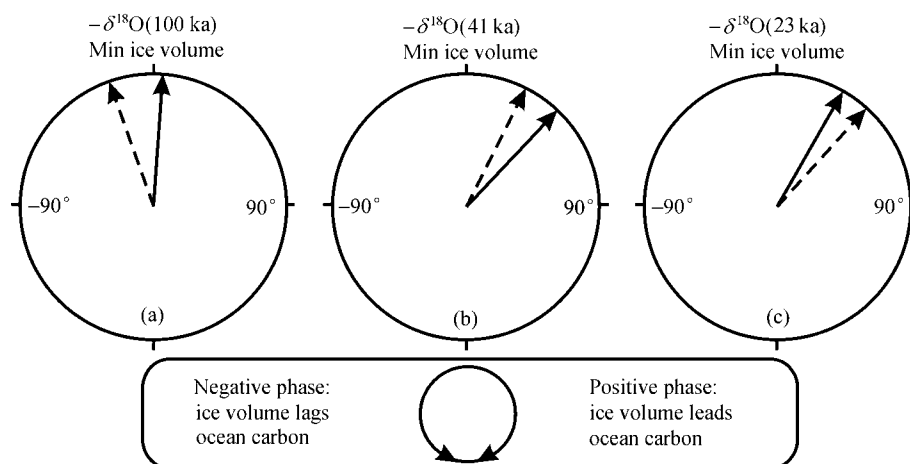 −δ¹⁸O(100 ka)
Min ice volume
−δ¹⁸O(41 ka)
Min ice volume
−δ¹⁸O(23 ka)
Min ice volume
−90°
90°
(a)
−90°
90°
(b)
−90°
90°
(c)
Negative phase:
ice volume lags
ocean carbon
Positive phase:
ice volume leads
ocean carbon